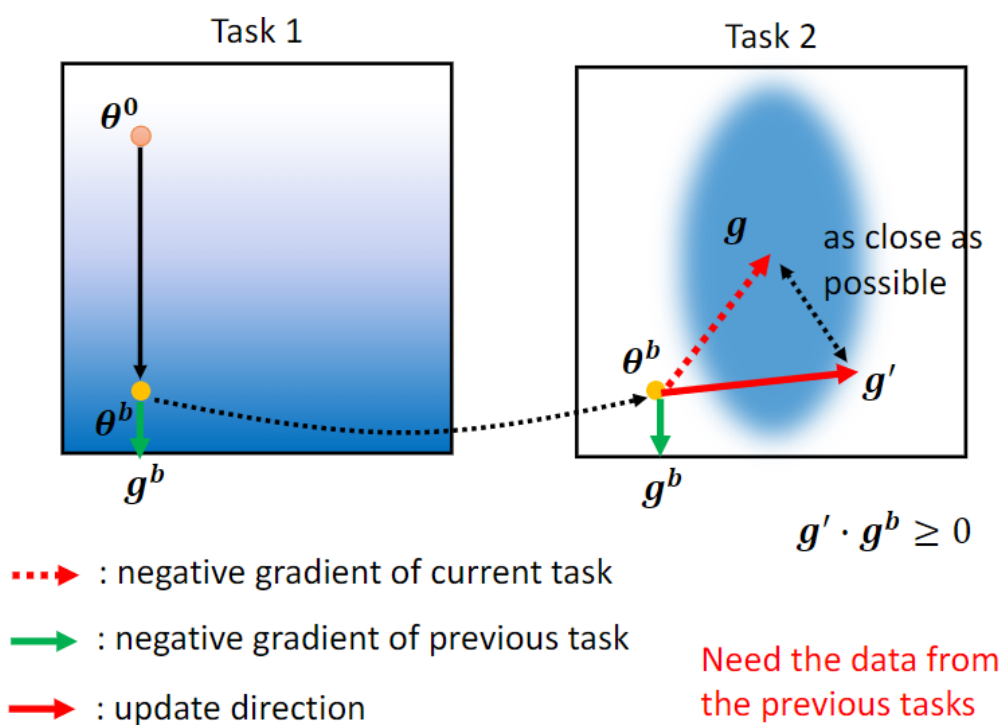 Task 1
Task 2
θ⁰
g
as close as
possible
θᵇ
θᵇ
g′
gᵇ
gᵇ
g′ · gᵇ ≥ 0
: negative gradient of current task
: negative gradient of previous task
: update direction
Need the data from
the previous tasks